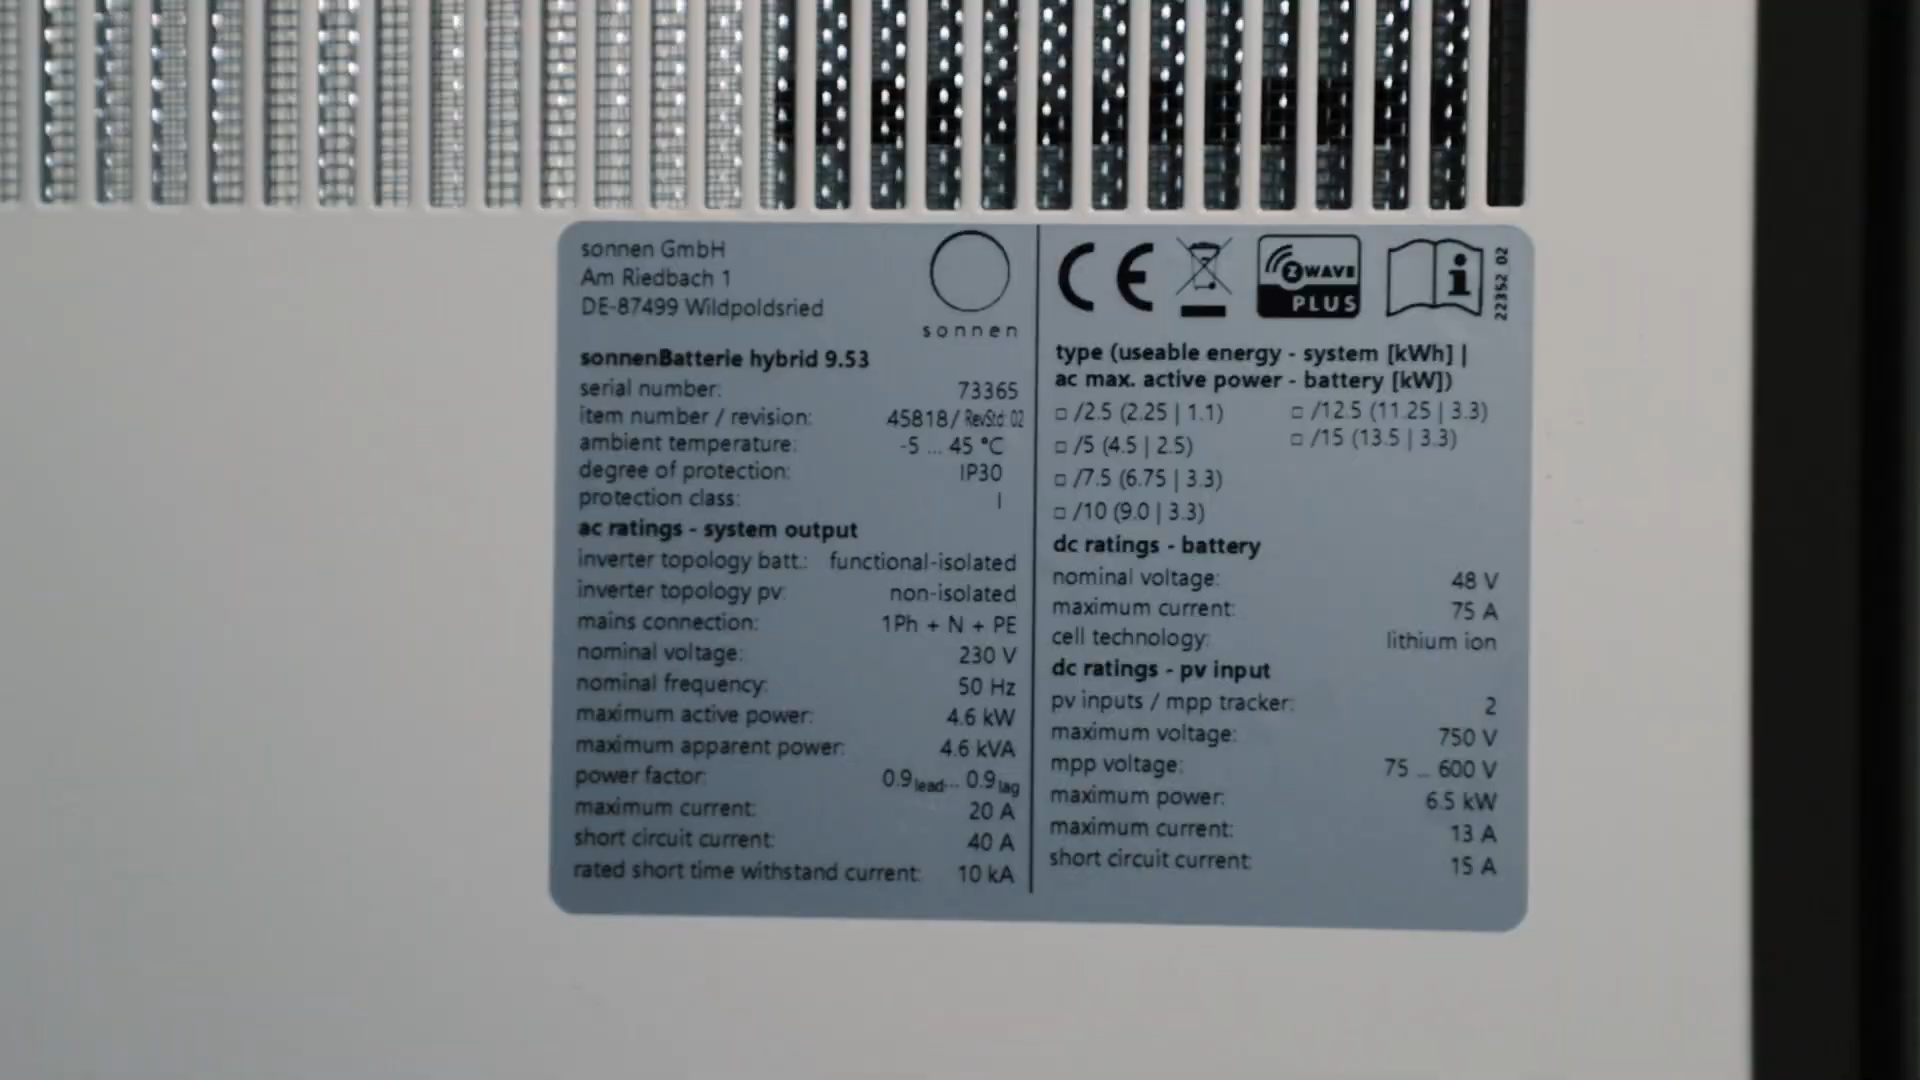 sonnen GmbH
Am Riedbach 1
DE-87499 Wildpoldsried
sonnen
sonnenBatterie hybrid 9.53
serial number: 73365
item number / revision: 45818/ RevStd: 02
ambient temperature: -5 ... 45 °C
degree of protection: IP30
protection class: I
ac ratings - system output
inverter topology batt.: functional-isolated
inverter topology pv: non-isolated
mains connection: 1Ph + N + PE
nominal voltage: 230 V
nominal frequency: 50 Hz
maximum active power: 4.6 kW
maximum apparent power: 4.6 kVA
power factor: 0.9 lead... 0.9 lag
maximum current: 20 A
short circuit current: 40 A
rated short time withstand current: 10 kA
CE
Z WAVE
PLUS
i
22352_02
type (useable energy - system [kWh] |
ac max. active power - battery [kW])
□ /2.5 (2.25 | 1.1) □ /12.5 (11.25 | 3.3)
□ /5 (4.5 | 2.5) □ /15 (13.5 | 3.3)
□ /7.5 (6.75 | 3.3)
□ /10 (9.0 | 3.3)
dc ratings - battery
nominal voltage: 48 V
maximum current: 75 A
cell technology: lithium ion
dc ratings - pv input
pv inputs / mpp tracker: 2
maximum voltage: 750 V
mpp voltage: 75 ... 600 V
maximum power: 6.5 kW
maximum current: 13 A
short circuit current: 15 A